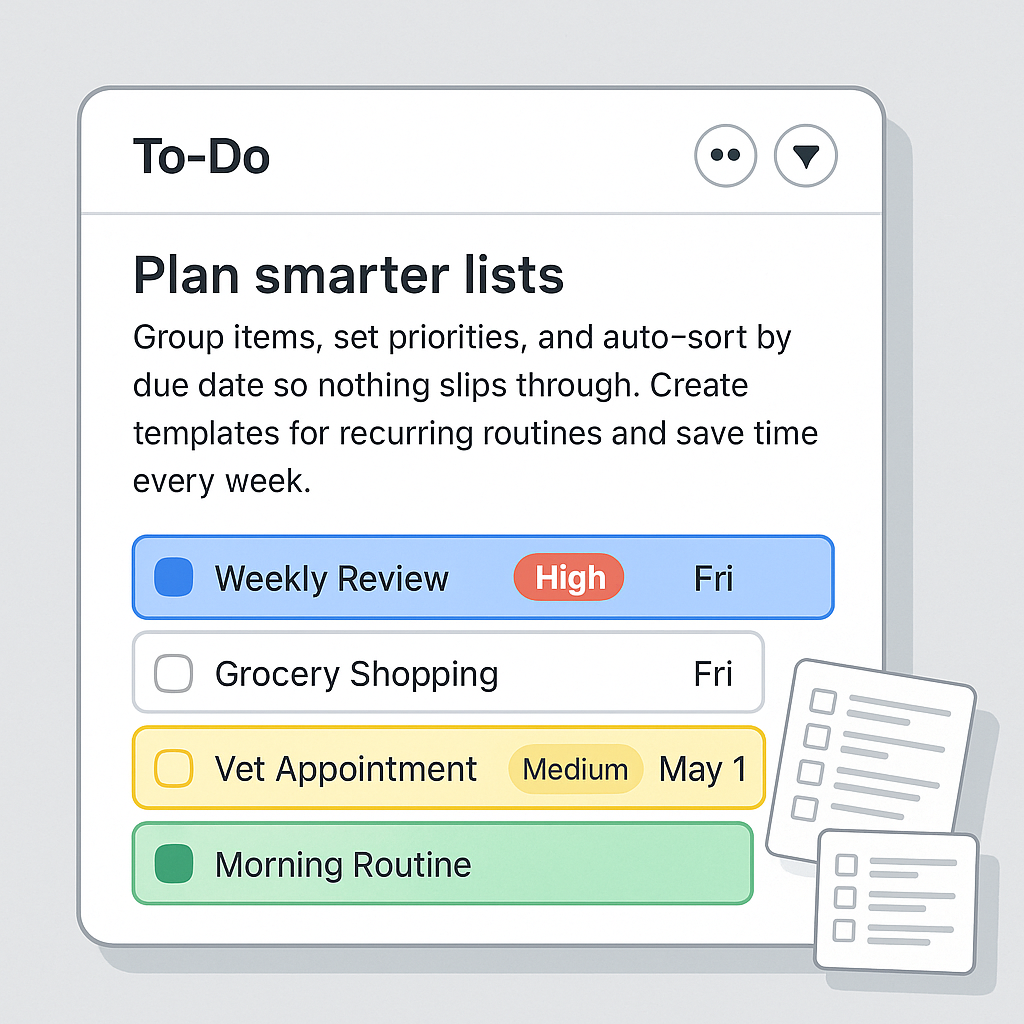 To-Do
Plan smarter lists
Group items, set priorities, and auto-sort by
due date so nothing slips through. Create
templates for recurring routines and save time
every week.
Weekly Review High Fri
Grocery Shopping Fri
Vet Appointment Medium May 1
Morning Routine